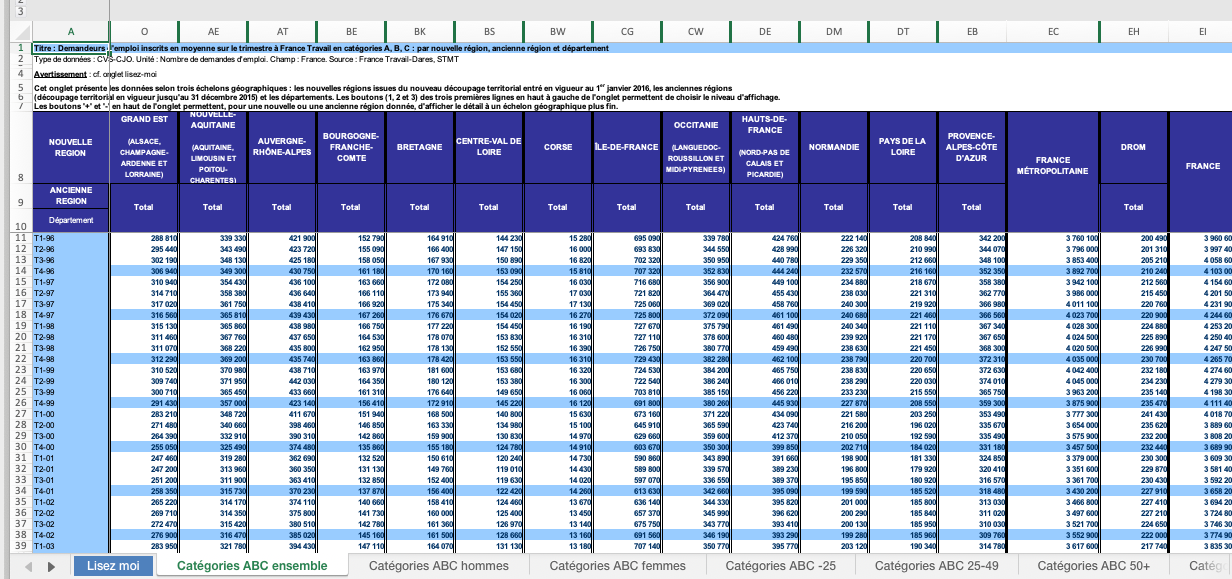 2
3
A O AE AT BE BK BS BW CG CW DE DM DT EB EC EH EI
1 Titre : Demandeurs d'emploi inscrits en moyenne sur le trimestre à France Travail en catégories A, B, C : par nouvelle région, ancienne région et département
2 Type de données : CVS-CJO. Unité : Nombre de demandes d'emploi. Champ : France. Source : France Travail-Dares, STMT
4 Avertissement : cf. onglet lisez-moi
5 Cet onglet présente les données selon trois échelons géographiques : les nouvelles régions issues du nouveau découpage territorial entré en vigueur au 1er janvier 2016, les anciennes régions
6 (découpage territorial en vigueur jusqu'au 31 décembre 2015) et les départements. Les boutons (1, 2 et 3) des trois premières lignes en haut à gauche de l'onglet permettent de choisir le niveau d'affichage.
7 Les boutons '+' et '-' en haut de l'onglet permettent, pour une nouvelle ou une ancienne région donnée, d'afficher le détail à un échelon géographique plus fin.
8
NOUVELLE
REGION
GRAND EST
(ALSACE,
CHAMPAGNE-
ARDENNE ET
LORRAINE)
NOUVELLE-
AQUITAINE
(AQUITAINE,
LIMOUSIN ET
POITOU-
CHARENTES)
AUVERGNE-
RHÔNE-ALPES
BOURGOGNE-
FRANCHE-
COMTE
BRETAGNE
CENTRE-VAL DE
LOIRE
CORSE
ÎLE-DE-FRANCE
OCCITANIE
(LANGUEDOC-
ROUSSILLON ET
MIDI-PYRENEES)
HAUTS-DE-
FRANCE
(NORD-PAS DE
CALAIS ET
PICARDIE)
NORMANDIE
PAYS DE LA
LOIRE
PROVENCE-
ALPES-CÔTE
D'AZUR
FRANCE
MÉTROPOLITAINE
DROM
FRANCE
9
ANCIENNE
REGION
Total Total Total Total Total Total Total Total Total Total Total Total Total Total
10 Département
11 T1-96 288 810 339 330 421 900 152 790 164 910 144 230 15 280 695 090 339 780 424 760 222 140 208 840 342 200 3 760 100 200 490 3 960 60
12 T2-96 295 440 343 490 423 720 155 090 166 400 147 150 16 000 693 830 344 550 428 990 226 320 210 990 344 070 3 796 000 201 310 3 997 40
13 T3-96 302 190 348 130 425 180 158 050 167 930 150 890 16 820 702 320 350 950 440 780 229 350 212 660 348 100 3 853 400 205 210 4 058 60
14 T4-96 306 940 349 300 430 750 161 180 170 160 153 090 15 810 707 320 352 830 444 240 232 570 216 160 352 350 3 892 700 210 240 4 103 00
15 T1-97 310 940 354 430 436 100 163 660 172 080 154 250 16 030 716 680 356 900 449 100 234 880 218 670 358 380 3 942 100 212 560 4 154 60
16 T2-97 314 710 358 380 436 640 166 110 173 940 155 360 17 030 721 820 364 470 455 430 238 030 221 310 362 770 3 986 000 215 450 4 201 50
17 T3-97 317 020 361 750 438 410 166 920 175 340 154 450 17 130 725 060 369 020 458 760 240 300 219 920 366 980 4 011 100 220 760 4 231 90
18 T4-97 316 560 365 810 439 430 167 260 176 670 154 020 16 270 725 800 372 090 461 100 240 680 221 460 366 560 4 023 700 220 900 4 244 60
19 T1-98 315 130 365 860 438 980 166 750 177 220 154 450 16 190 727 670 375 790 461 490 240 340 221 110 367 340 4 028 300 224 880 4 253 20
20 T2-98 311 460 367 760 437 650 164 530 178 070 153 830 16 310 727 110 378 600 460 480 239 920 221 170 367 650 4 024 500 225 890 4 250 40
21 T3-98 311 070 368 220 435 800 162 950 178 130 152 550 16 390 726 750 380 770 459 490 238 630 221 450 368 300 4 020 500 226 990 4 247 50
22 T4-98 312 290 369 200 435 740 163 860 178 420 153 550 16 310 729 430 382 280 462 100 238 790 220 700 372 310 4 035 000 230 700 4 265 70
23 T1-99 310 520 370 980 438 710 163 970 181 600 153 680 16 320 724 530 384 200 465 750 238 830 220 650 372 630 4 042 400 232 180 4 274 60
24 T2-99 309 740 371 950 442 030 164 350 180 120 153 380 16 300 722 540 386 240 466 010 238 290 220 030 374 010 4 045 000 234 230 4 279 30
25 T3-99 300 710 365 450 433 660 161 310 176 640 149 650 16 060 703 810 385 150 456 220 233 230 215 550 365 750 3 963 200 235 140 4 198 30
26 T4-99 291 430 357 000 423 140 156 410 172 910 145 220 16 120 691 800 380 260 445 930 227 870 208 550 359 300 3 875 900 235 470 4 111 40
27 T1-00 283 210 348 720 411 670 151 940 168 500 140 800 15 630 673 160 371 220 434 090 221 580 203 250 353 490 3 777 300 241 430 4 018 70
28 T2-00 271 480 340 660 398 460 146 850 163 330 134 980 15 100 645 910 365 590 423 740 216 200 196 020 335 670 3 654 000 235 620 3 889 60
29 T3-00 264 390 332 910 390 310 142 860 159 900 130 830 14 970 629 660 359 600 412 370 210 050 192 590 335 490 3 575 900 232 200 3 808 20
30 T4-00 255 050 325 490 374 480 135 860 155 180 124 780 14 910 603 670 350 300 399 850 202 710 184 020 331 180 3 457 500 232 440 3 689 90
31 T1-01 247 460 319 280 362 690 132 520 150 610 120 240 14 730 590 860 343 890 391 660 198 900 181 330 324 850 3 379 000 230 300 3 609 30
32 T2-01 247 200 313 960 360 350 131 130 149 760 119 010 14 430 589 800 339 570 389 230 196 800 179 920 320 410 3 351 600 229 870 3 581 40
33 T3-01 251 200 311 900 363 410 132 850 152 400 119 630 14 020 597 070 336 550 389 370 195 850 180 920 316 570 3 361 700 230 430 3 592 20
34 T4-01 258 350 315 730 370 230 137 870 156 400 122 420 14 260 613 630 342 660 395 090 199 590 185 520 318 480 3 430 200 227 910 3 658 20
35 T1-02 265 220 314 170 374 110 140 660 158 410 124 460 13 670 636 140 344 330 395 820 201 000 185 800 313 000 3 466 800 227 410 3 694 20
36 T2-02 269 710 314 350 375 800 141 730 160 000 125 400 13 450 657 370 345 990 396 620 200 290 185 840 311 020 3 497 600 227 210 3 724 80
37 T3-02 272 470 315 420 380 510 142 780 161 360 126 970 13 140 675 750 343 770 393 410 200 130 185 950 310 030 3 521 700 224 650 3 746 30
38 T4-02 276 900 316 470 385 020 145 160 161 500 128 660 13 160 691 560 346 190 393 290 199 280 185 960 309 760 3 552 900 222 000 3 774 90
39 T1-03 283 950 321 780 394 430 147 110 164 070 131 130 13 180 707 140 350 770 395 770 203 120 190 340 314 780 3 617 600 217 740 3 835 30
Lisez moi Catégories ABC ensemble Catégories ABC hommes Catégories ABC femmes Catégories ABC -25 Catégories ABC 25-49 Catégories ABC 50+ Catég